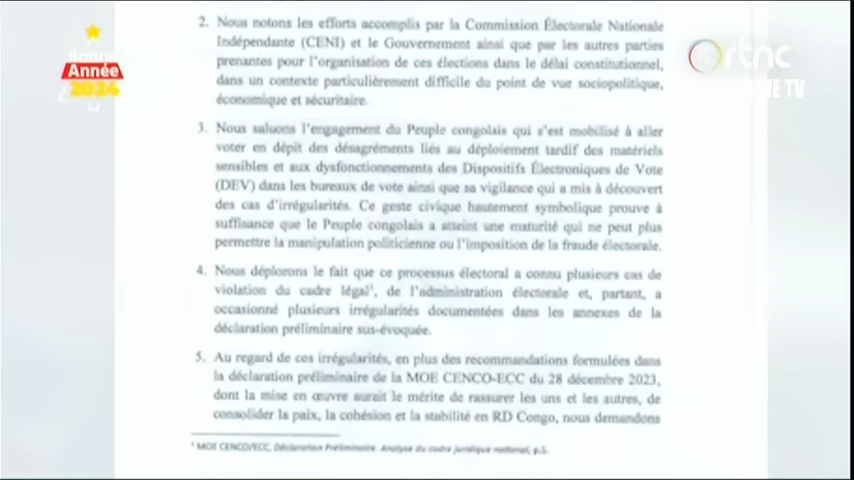 2. Nous notons les efforts accomplis par la Commission Électorale Nationale
Indépendante (CENI) et le Gouvernement ainsi que par les autres parties
prenantes pour l'organisation de ces élections dans le délai constitutionnel,
dans un contexte particulièrement difficile du point de vue sociopolitique,
économique et sécuritaire.
3. Nous saluons l'engagement du Peuple congolais qui s'est mobilisé à aller
voter en dépit des désagréments liés au déploiement tardif des matériels
sensibles et aux dysfonctionnements des Dispositifs Électroniques de Vote
(DEV) dans les bureaux de vote ainsi que sa vigilance qui a mis à découvert
des cas d'irrégularités. Ce geste civique hautement symbolique prouve à
suffisance que le Peuple congolais a atteint une maturité qui ne peut plus
permettre la manipulation politicienne ou l'imposition de la fraude électorale.
4. Nous déplorons le fait que ce processus électoral a connu plusieurs cas de
violation du cadre légal¹, de l'administration électorale et, partant, a
occasionné plusieurs irrégularités documentées dans les annexes de la
déclaration préliminaire sus-évoquée.
5. Au regard de ces irrégularités, en plus des recommandations formulées dans
la déclaration préliminaire de la MOE CENCO-ECC du 28 décembre 2023,
dont la mise en œuvre aurait le mérite de rassurer les uns et les autres, de
consolider la paix, la cohésion et la stabilité en RD Congo, nous demandons
¹ MOE CENCO/ECC, Déclaration Préliminaire. Analyse du cadre juridique national, p.5.
Bonne
Année
2024
rtnc
TV